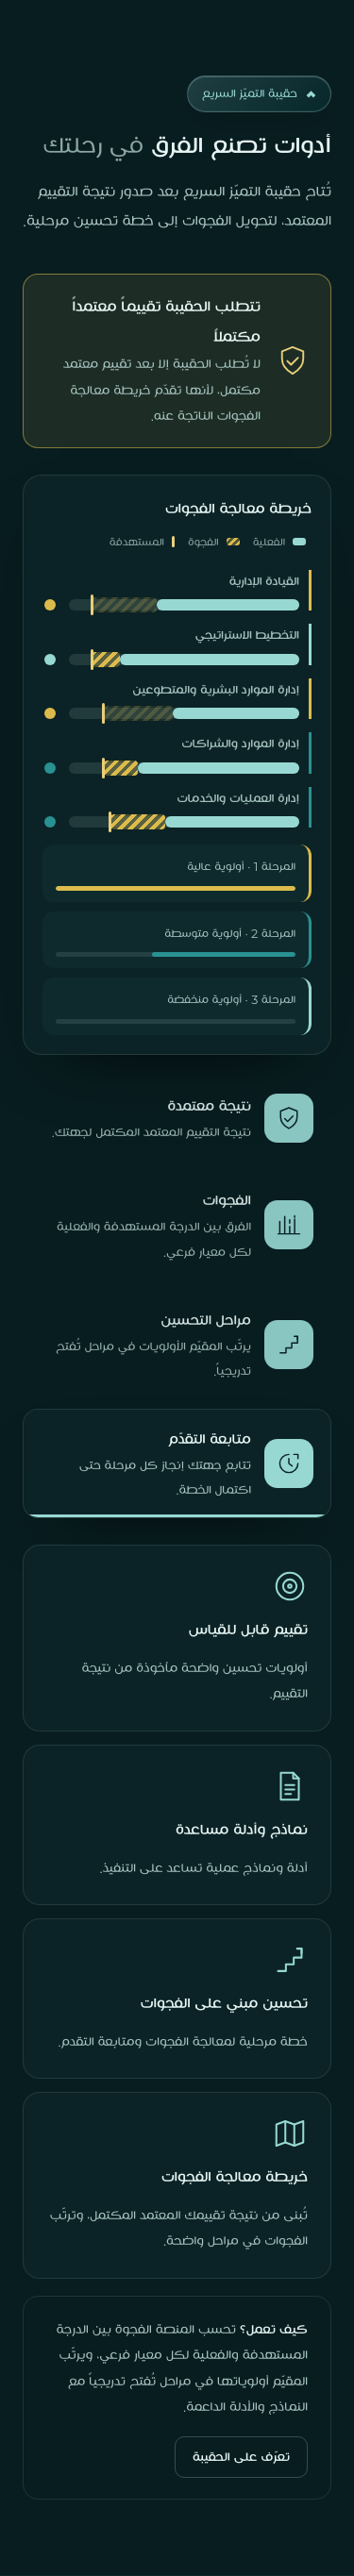 حقيبة التميّز السريع
أدوات تصنع الفرق في رحلتك
تُتاح حقيبة التميّز السريع بعد صدور نتيجة التقييم
المعتمد، لتحويل الفجوات إلى خطة تحسين مرحلية.
تتطلب الحقيبة تقييماً معتمداً
مكتملاً
لا تُطلب الحقيبة إلا بعد تقييم معتمد
مكتمل، لأنها تقدّم خريطة معالجة
الفجوات الناتجة عنه.
خريطة معالجة الفجوات
الفعلية
الفجوة
المستهدفة
القيادة الإدارية
التخطيط الاستراتيجي
إدارة الموارد البشرية والمتطوعين
إدارة الموارد والشراكات
إدارة العمليات والخدمات
المرحلة 1 · أولوية عالية
المرحلة 2 · أولوية متوسطة
المرحلة 3 · أولوية منخفضة
نتيجة معتمدة
نتيجة التقييم المعتمد المكتمل لجهتك.
الفجوات
الفرق بين الدرجة المستهدفة والفعلية
لكل معيار فرعي.
مراحل التحسين
يرتّب المقيّم الأولويات في مراحل تُفتح
تدريجياً.
متابعة التقدّم
تتابع جهتك إنجاز كل مرحلة حتى
اكتمال الخطة.
تقييم قابل للقياس
أولويات تحسين واضحة مأخوذة من نتيجة
التقييم.
نماذج وأدلة مساعدة
أدلة ونماذج عملية تساعد على التنفيذ.
تحسين مبني على الفجوات
خطة مرحلية لمعالجة الفجوات ومتابعة التقدم.
خريطة معالجة الفجوات
تُبنى من نتيجة تقييمك المعتمد المكتمل، وترتّب
الفجوات في مراحل واضحة.
كيف تعمل؟ تحسب المنصة الفجوة بين الدرجة
المستهدفة والفعلية لكل معيار فرعي، ويرتّب
المقيّم أولوياتها في مراحل تُفتح تدريجياً مع
النماذج والأدلة الداعمة.
تعرّف على الحقيبة